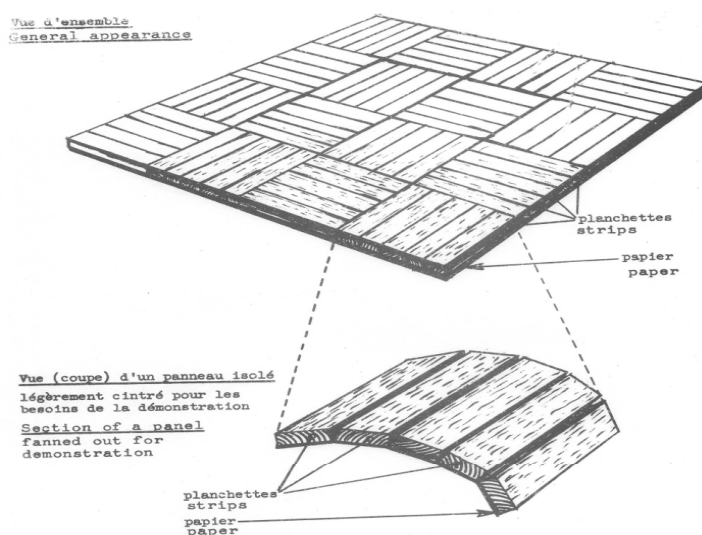 Vue d'ensemble
General appearance
planchettes
strips
papier
paper
Vue (coupe) d'un panneau isolé
légèrement cintré pour les
besoins de la démonstration
Section of a panel
fanned out for
demonstration
planchettes
strips
papier
paper